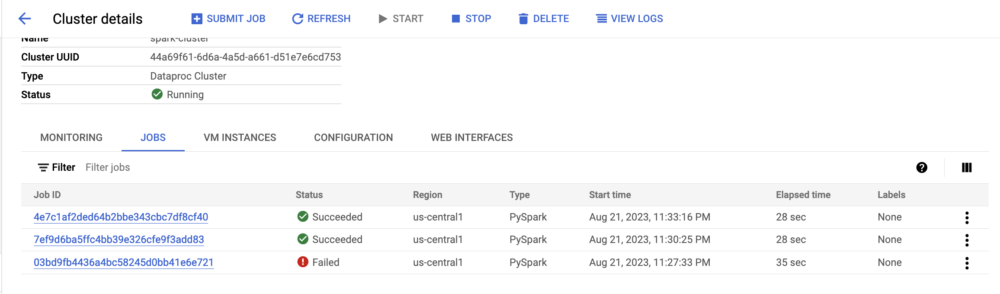 Cluster details SUBMIT JOB REFRESH START STOP DELETE VIEW LOGS
Name spark-cluster
Cluster UUID 44a69f61-6d6a-4a5d-a661-d51e7e6cd753
Type Dataproc Cluster
Status Running
MONITORING JOBS VM INSTANCES CONFIGURATION WEB INTERFACES
Filter Filter jobs
Job ID Status Region Type Start time Elapsed time Labels
4e7c1af2ded64b2bbe343cbc7df8cf40 Succeeded us-central1 PySpark Aug 21, 2023, 11:33:16 PM 28 sec None
7ef9d6ba5ffc4bb39e326cfe9f3add83 Succeeded us-central1 PySpark Aug 21, 2023, 11:30:25 PM 28 sec None
03bd9fb4436a4bc58245d0bb41e6e721 Failed us-central1 PySpark Aug 21, 2023, 11:27:33 PM 35 sec None